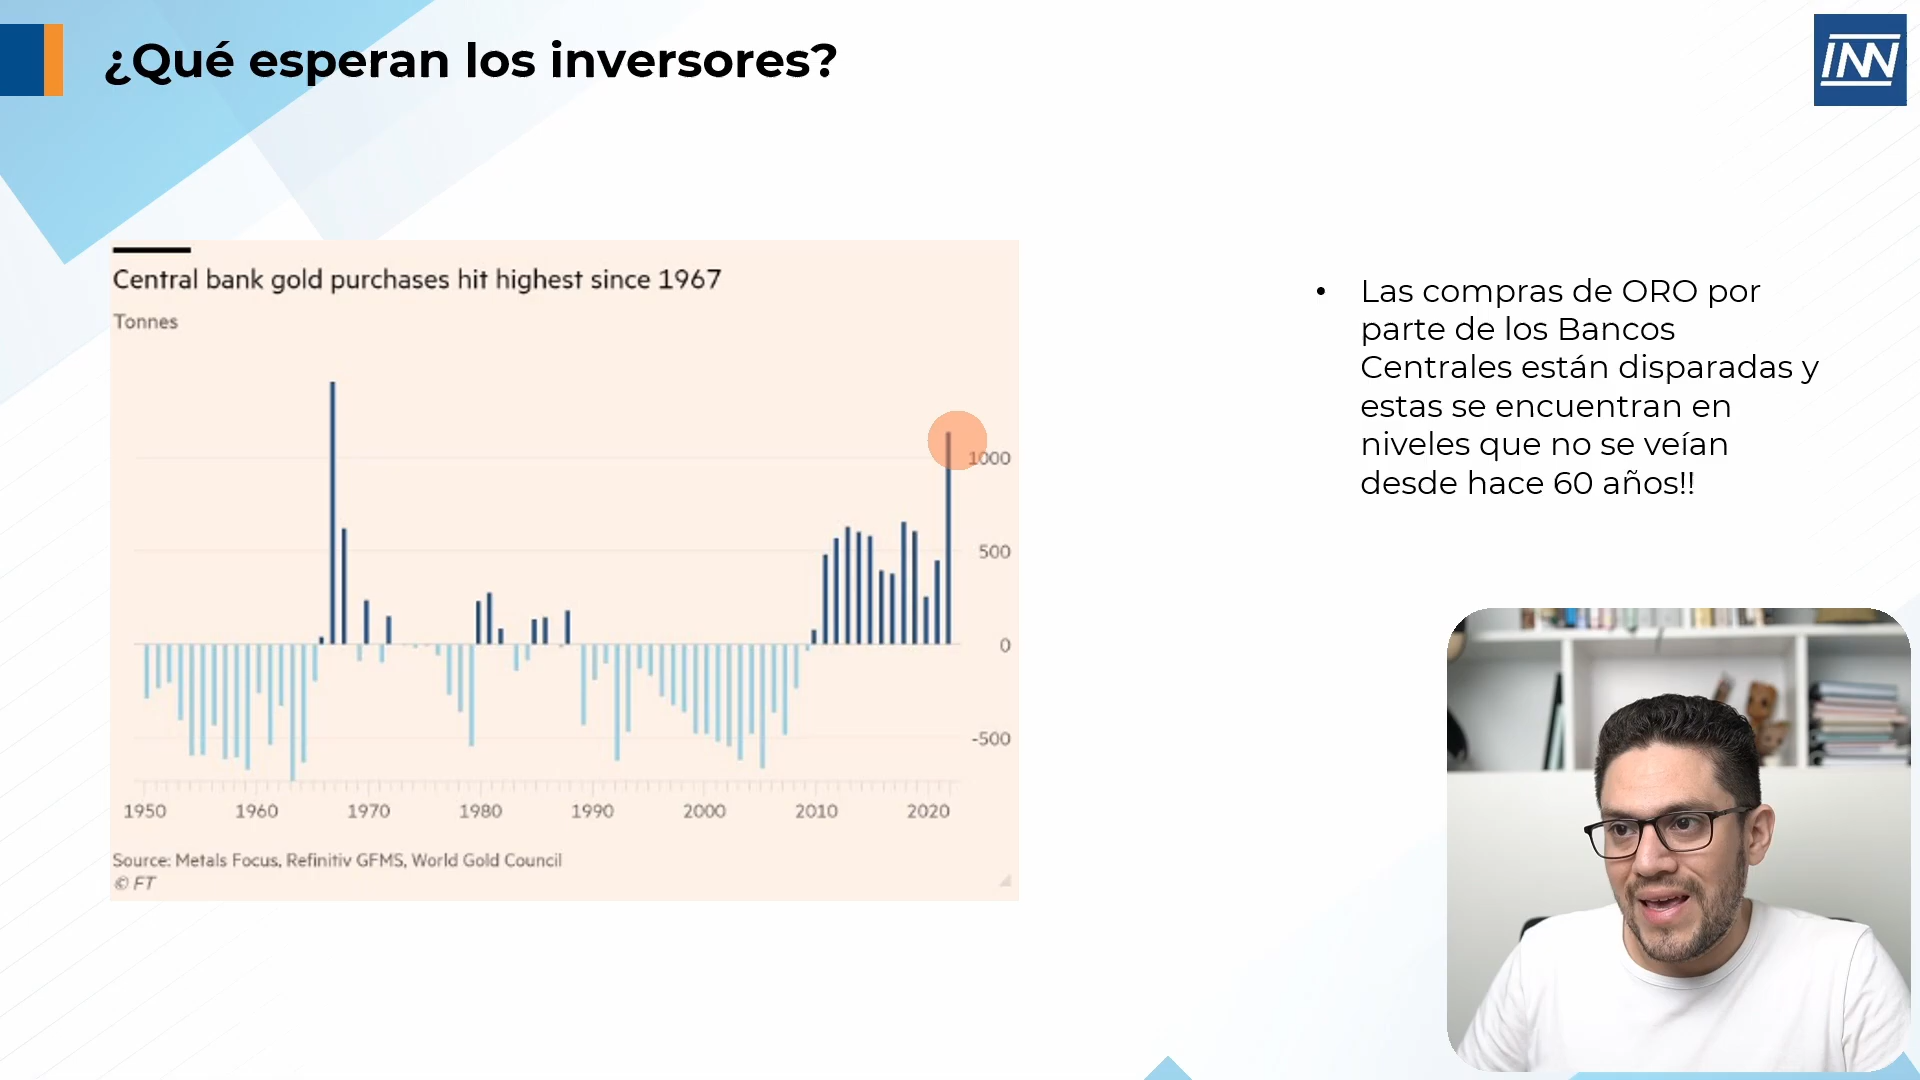 ¿Qué esperan los inversores?
INN
Central bank gold purchases hit highest since 1967
Tonnes
1000
500
0
-500
1950 1960 1970 1980 1990 2000 2010 2020
Source: Metals Focus, Refinitiv GFMS, World Gold Council
© FT
• Las compras de ORO por
parte de los Bancos
Centrales están disparadas y
estas se encuentran en
niveles que no se veían
desde hace 60 años!!